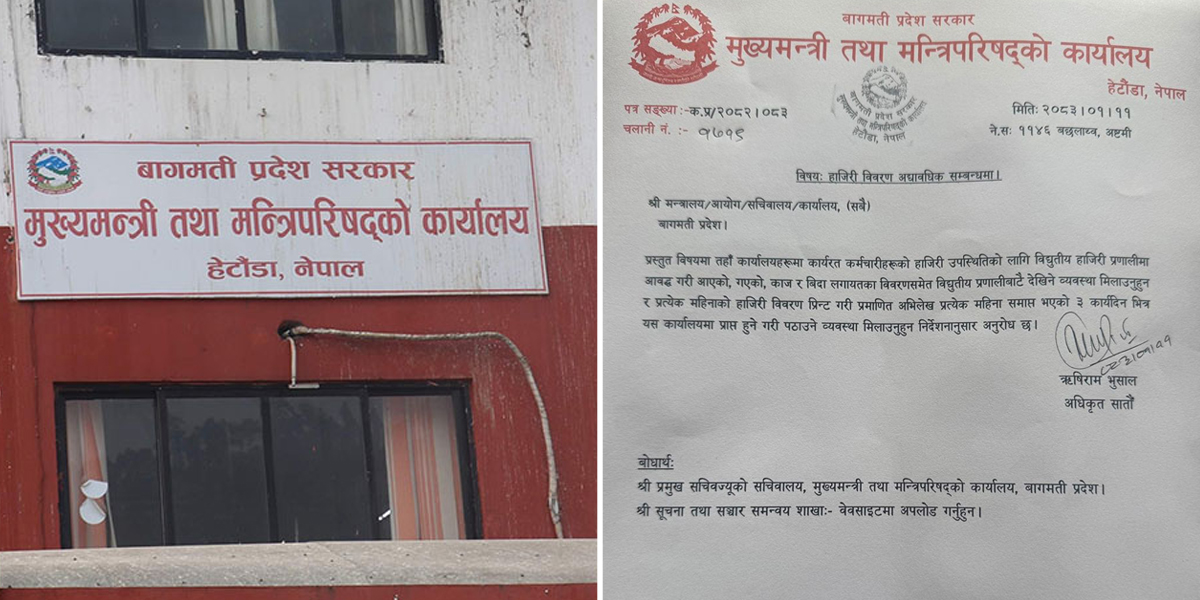 बागमती प्रदेश सरकार
मुख्यमन्त्री तथा मन्त्रिपरिषद्को कार्यालय
हेटौंडा, नेपाल
बागमती प्रदेश सरकार
मुख्यमन्त्री तथा मन्त्रिपरिषद्को कार्यालय
हेटौंडा, नेपाल
पत्र सङ्ख्या :-क.प्र/२०८२।०८३
मितिः २०८३।०१।११
चलानी नं. :-
ने.सः ११४६ बछलाथ्व, अष्टमी
विषयः हाजिरी विवरण अद्यावधिक सम्बन्धमा।
श्री मन्त्रालय/आयोग/सचिवालय/कार्यालय, (सबै)
बागमती प्रदेश।
प्रस्तुत विषयमा तहाँ कार्यालयहरूमा कार्यरत कर्मचारीहरूको हाजिरी उपस्थितिको लागि विद्युतीय हाजिरी प्रणालीमा
आवद्ध गरी आएको, गएको, काज र बिदा लगायतका विवरणसमेत विद्युतीय प्रणालीबाटै देखिने व्यवस्था मिलाउनुहुन
र प्रत्येक महिनाको हाजिरी विवरण प्रिन्ट गरी प्रमाणित अभिलेख प्रत्येक महिना समाप्त भएको ३ कार्यदिन भित्र
यस कार्यालयमा प्राप्त हुने गरी पठाउने व्यवस्था मिलाउनुहुन निर्देशनानुसार अनुरोध छ।
ऋषिराम भुसाल
अधिकृत सातौं
बोधार्थः
श्री प्रमुख सचिवज्यूको सचिवालय, मुख्यमन्त्री तथा मन्त्रिपरिषद्को कार्यालय, बागमती प्रदेश।
श्री सूचना तथा सञ्चार समन्वय शाखाः- वेवसाइटमा अपलोड गर्नुहुन।